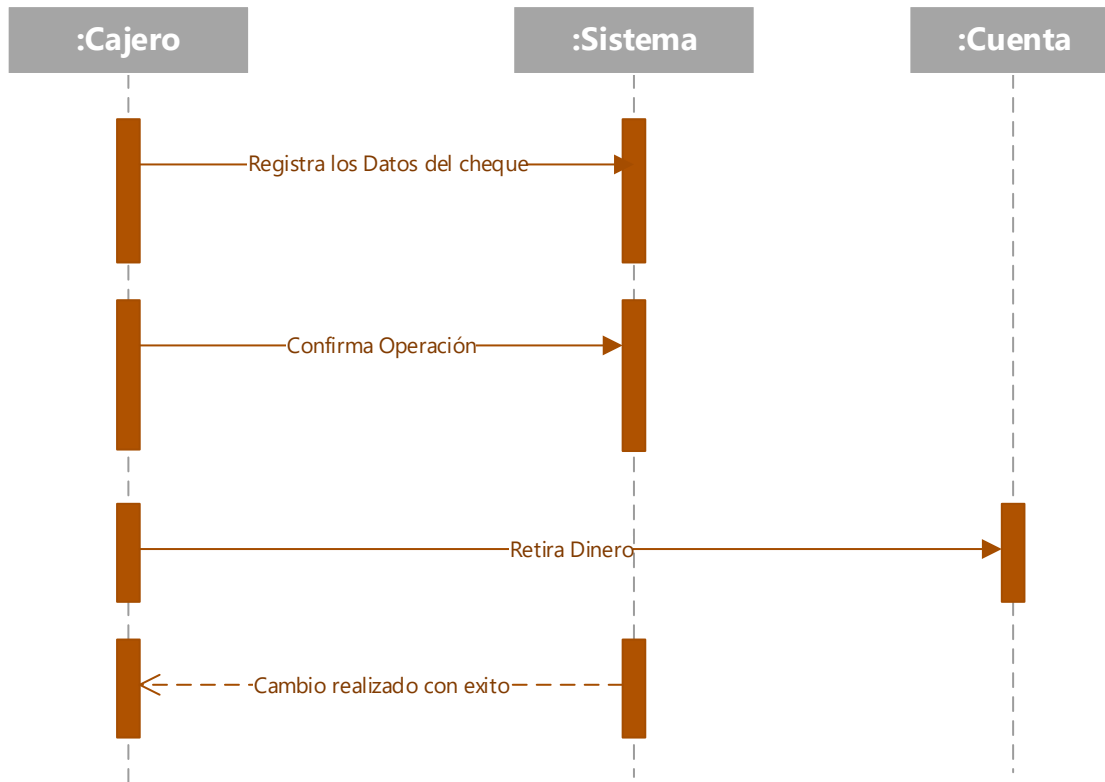 :Cajero
:Sistema
:Cuenta
Registra los Datos del cheque
Confirma Operación
Retira Dinero
Cambio realizado con exito